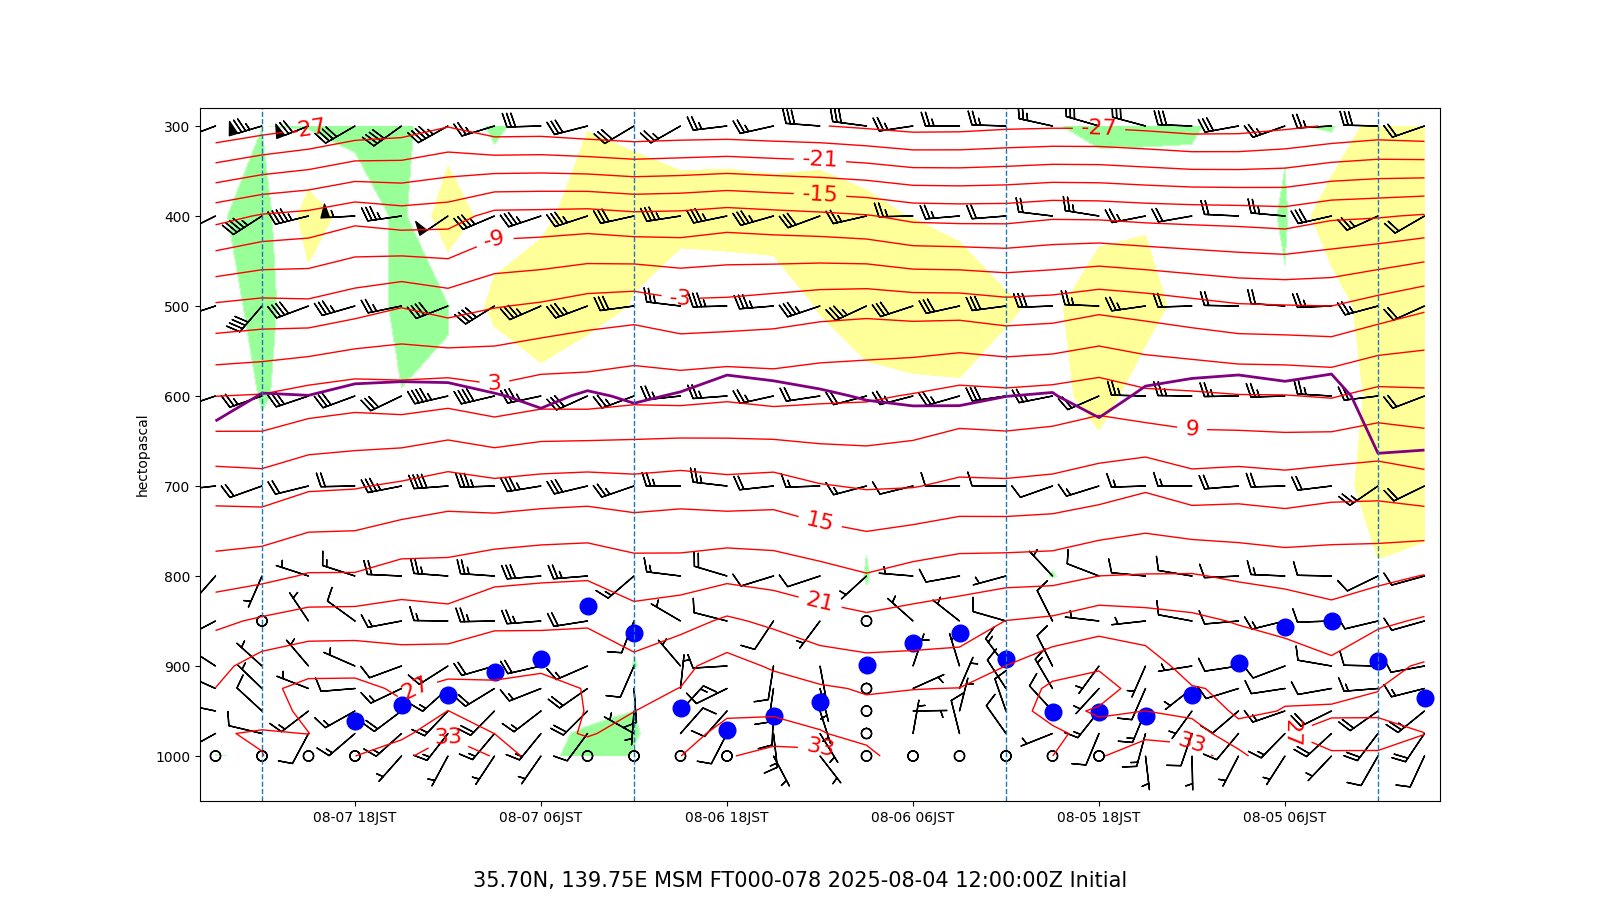 300
400
500
600
700
800
900
1000
hectopascal
27
-27
-21
-15
-9
-3
3
9
15
21
27
33
33
33
08-07 18JST
08-07 06JST
08-06 18JST
08-06 06JST
08-05 18JST
08-05 06JST
35.70N, 139.75E MSM FT000-078 2025-08-04 12:00:00Z Initial